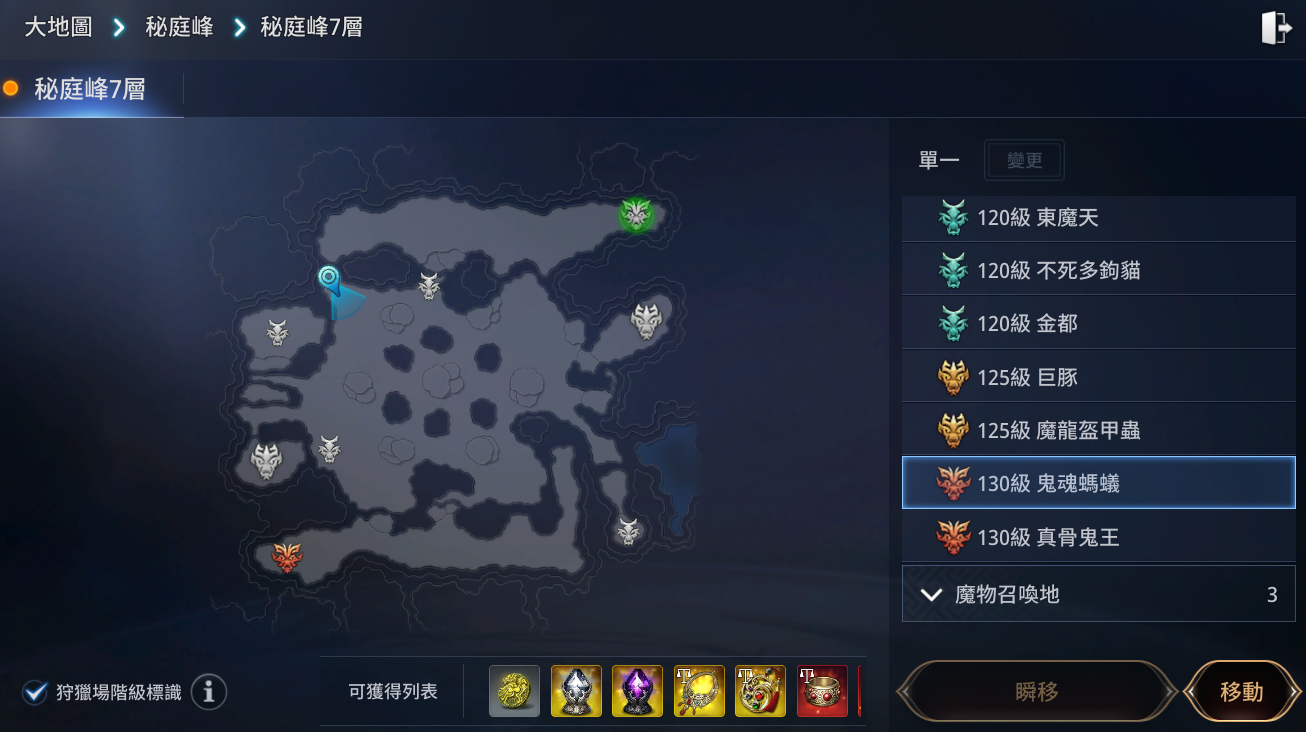 大地圖 秘庭峰 秘庭峰7層
秘庭峰7層
單一 變更
120級 東魔天
120級 不死多鉤貓
120級 金都
125級 巨豚
125級 魔龍盔甲蟲
130級 鬼魂螞蟻
130級 真骨鬼王
魔物召喚地 3
狩獵場階級標識
可獲得列表
瞬移
移動